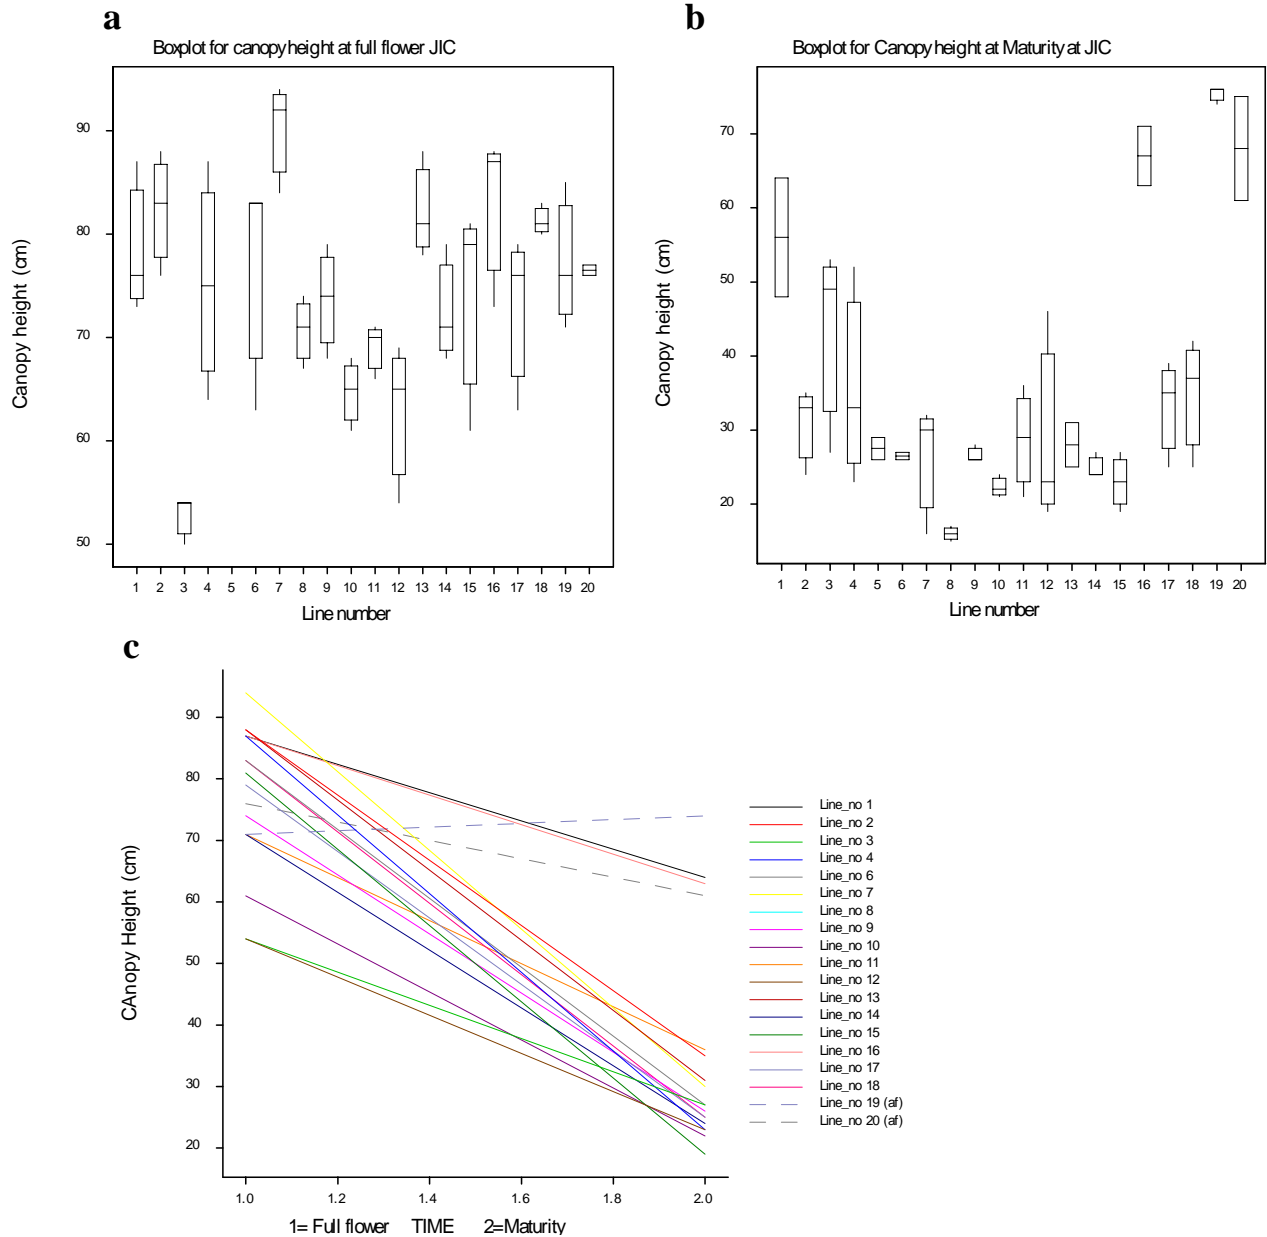 a
Boxplot for canopy height at full flower JIC
Canopy height (cm)
90
80
70
60
50
1 2 3 4 5 6 7 8 9 10 11 12 13 14 15 16 17 18 19 20
Line number
b
Boxplot for Canopy height at Maturity at JIC
Canopy height (cm)
70
60
50
40
30
20
1 2 3 4 5 6 7 8 9 10 11 12 13 14 15 16 17 18 19 20
Line number
c
CAnopy Height (cm)
90
80
70
60
50
40
30
20
1.0 1.2 1.4 1.6 1.8 2.0
1= Full flower TIME 2=Maturity
Line_no 1
Line_no 2
Line_no 3
Line_no 4
Line_no 6
Line_no 7
Line_no 8
Line_no 9
Line_no 10
Line_no 11
Line_no 12
Line_no 13
Line_no 14
Line_no 15
Line_no 16
Line_no 17
Line_no 18
Line_no 19 (af)
Line_no 20 (af)